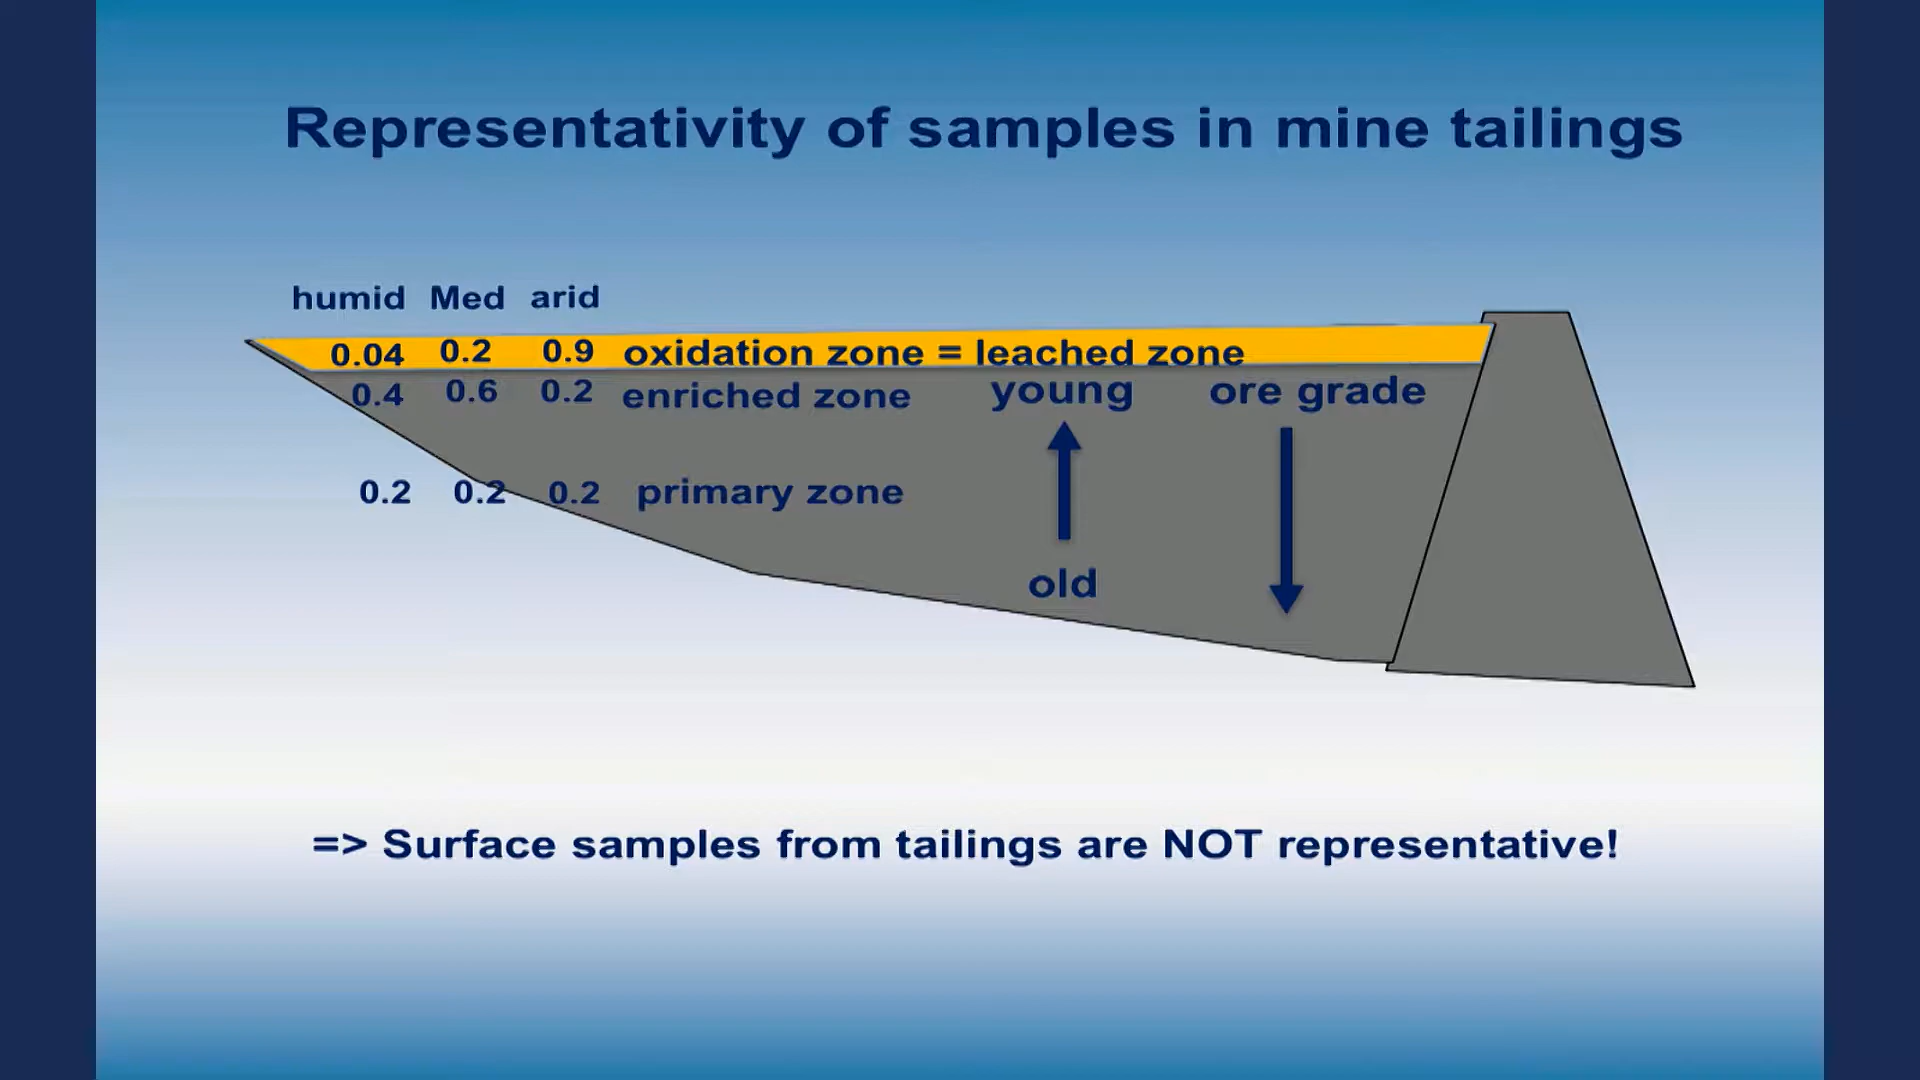 Representativity of samples in mine tailings
humid Med arid
0.04 0.2 0.9 oxidation zone = leached zone
0.4 0.6 0.2 enriched zone young ore grade
0.2 0.2 0.2 primary zone
old
=> Surface samples from tailings are NOT representative!